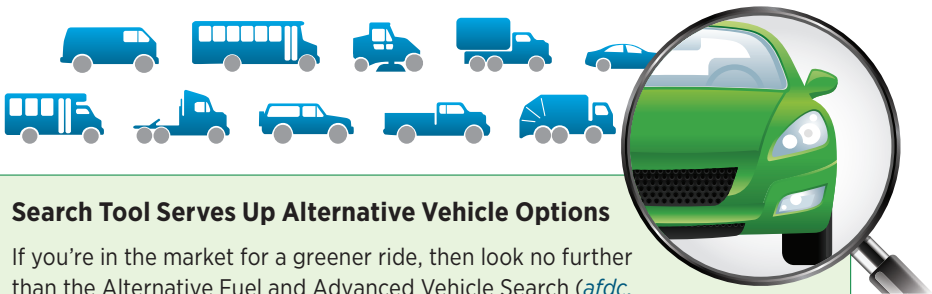 Search Tool Serves Up Alternative Vehicle Options
If you're in the market for a greener ride, then look no further
than the Alternative Fuel and Advanced Vehicle Search (afdc.